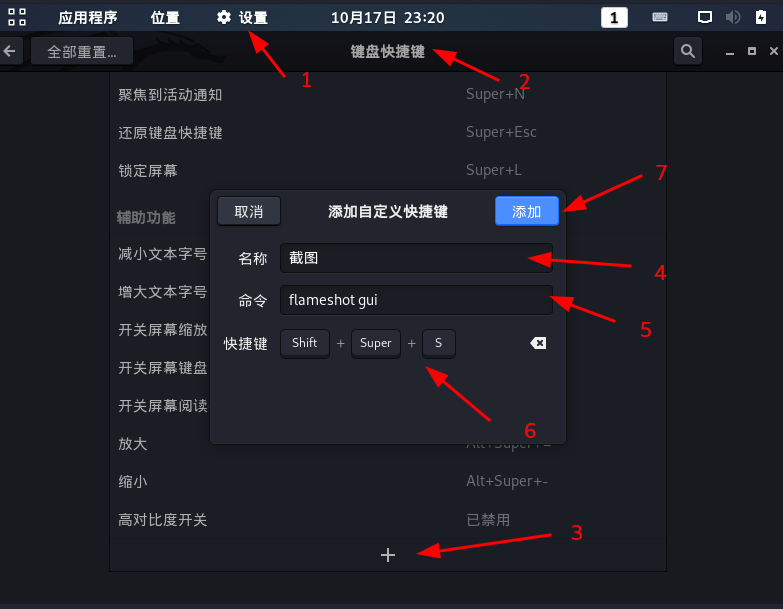 应用程序 位置 设置 10月17日 23:20 1
1
全部重置... 键盘快捷键
2
聚焦到活动通知 Super+N
还原键盘快捷键 Super+Esc
锁定屏幕 Super+L
7
取消 添加自定义快捷键 添加
辅助功能
减小文本字号
名称 截图
4
增大文本字号
命令 flameshot gui
5
开关屏幕缩放
快捷键 Shift + Super + S
开关屏幕键盘
开关屏幕阅读
6
放大 Alt+Super+=
缩小 Alt+Super+-
高对比度开关 已禁用
3
+